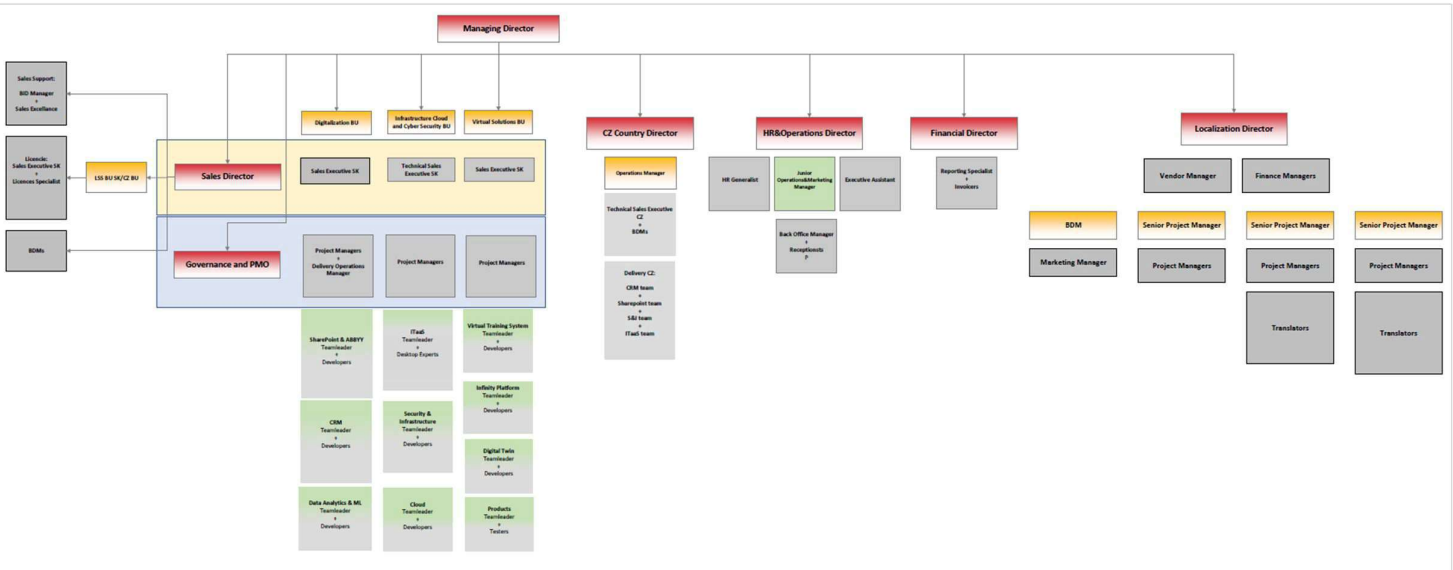 Managing Director
Sales Support:
BID Manager
+
Sales Excellance
Licencie:
Sales Executive SK
+
Licences Specialist
BDMs
LSS BU SK/CZ BU
Sales Director
Governance and PMO
Digitalization BU
Infrastructure Cloud
and Cyber Security BU
Virtual Solutions BU
Sales Executive SK
Technical Sales
Executive SK
Sales Executive SK
Project Managers
+
Delivery Operations
Manager
Project Managers
Project Managers
SharePoint & ABBYY
Teamleader
+
Developers
CRM
Teamleader
+
Developers
Data Analytics & ML
Teamleader
+
Developers
ITaaS
Teamleader
+
Desktop Experts
Security &
Infrastructure
Teamleader
+
Developers
Cloud
Teamleader
+
Developers
Virtual Training System
Teamleader
+
Developers
Infinity Platform
Teamleader
+
Developers
Digital Twin
Teamleader
+
Developers
Products
Teamleader
+
Testers
CZ Country Director
Operations Manager
Technical Sales Executive
CZ
+
BDMs
Delivery CZ:
CRM team
+
Sharepoint team
+
S&I team
+
ITaaS team
HR&Operations Director
HR Generalist
Junior
Operations&Marketing
Manager
Executive Assistant
Back Office Manager
+
Receptionsts
P
Financial Director
Reporting Specialist
+
Invoicers
Localization Director
Vendor Manager
Finance Managers
BDM
Marketing Manager
Senior Project Manager
Project Managers
Senior Project Manager
Project Managers
Translators
Senior Project Manager
Project Managers
Translators